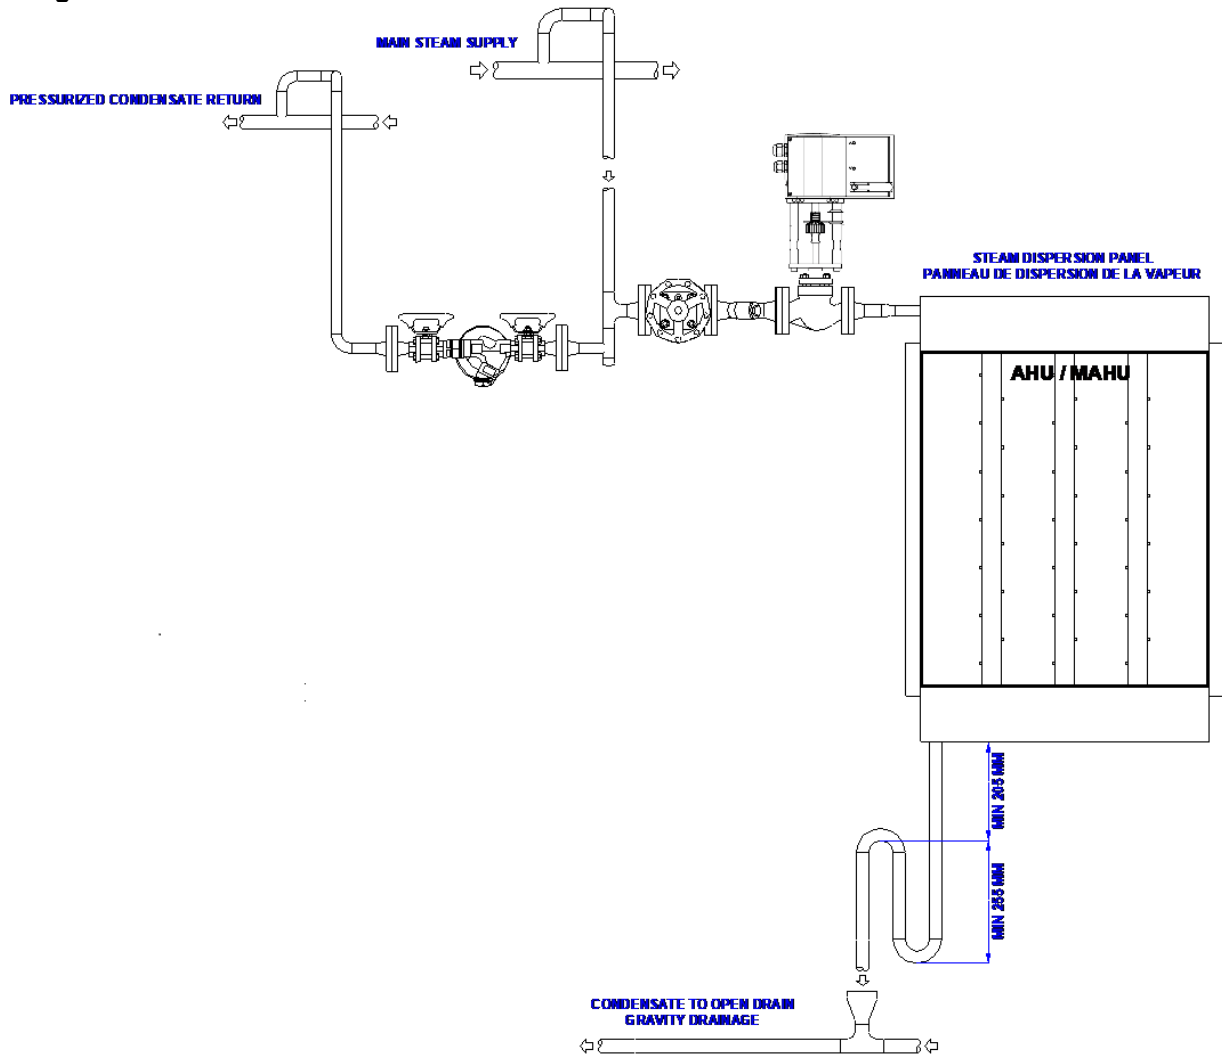 MAIN STEAM SUPPLY
PRESSURIZED CONDENSATE RETURN
STEAM DISPERSION PANEL
PANNEAU DE DISPERSION DE LA VAPEUR
AHU / MAHU
MIN 205 MM
MIN 255 MM
CONDENSATE TO OPEN DRAIN
GRAVITY DRAINAGE